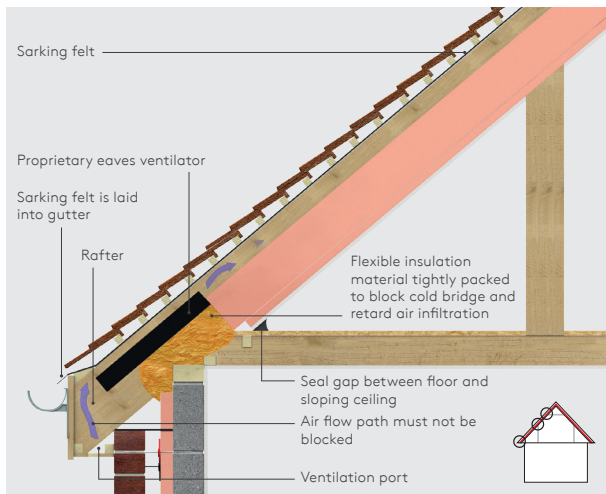 Sarking felt
Proprietary eaves ventilator
Sarking felt is laid
into gutter
Rafter
Flexible insulation
material tightly packed
to block cold bridge and
retard air infiltration
Seal gap between floor and
sloping ceiling
Air flow path must not be
blocked
Ventilation port